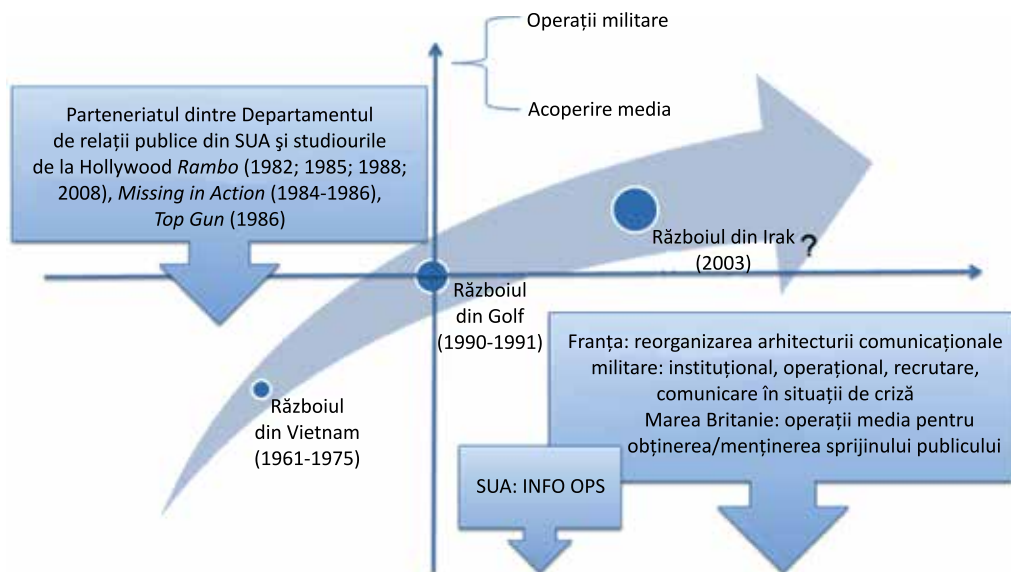 Operații militare
Acoperire media
Parteneriatul dintre Departamentul
de relații publice din SUA şi studiourile
de la Hollywood Rambo (1982; 1985; 1988;
2008), Missing in Action (1984-1986),
Top Gun (1986)
Războiul din Irak
(2003)
?
Războiul
din Golf
(1990-1991)
Războiul
din Vietnam
(1961-1975)
Franța: reorganizarea arhitecturii comunicaționale
militare: instituțional, operațional, recrutare,
comunicare în situații de criză
Marea Britanie: operații media pentru
obținerea/menținerea sprijinului publicului
SUA: INFO OPS